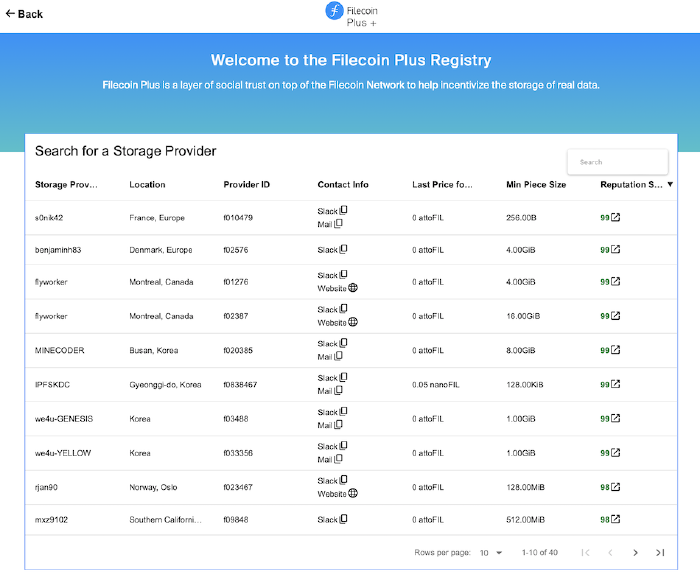 Back
Filecoin
Plus +
Welcome to the Filecoin Plus Registry
Filecoin Plus is a layer of social trust on top of the Filecoin Network to help incentivize the storage of real data.
Search for a Storage Provider
Search
Storage Prov... Location Provider ID Contact Info Last Price fo... Min Piece Size Reputation S...
s0nik42 France, Europe f010479 Slack Mail 0 attoFIL 256.00B 99
benjaminh83 Denmark, Europe f02576 Slack 0 attoFIL 4.00GiB 99
flyworker Montreal, Canada f01276 Slack Website 0 attoFIL 4.00GiB 99
flyworker Montreal, Canada f02387 Slack Website 0 attoFIL 16.00GiB 99
MINECODER Busan, Korea f020385 Slack Mail 0 attoFIL 8.00GiB 99
IPFSKDC Gyeonggi-do, Korea f0838467 Slack Mail 0.05 nanoFIL 128.00KiB 99
we4u-GENESIS Korea f03488 Slack Mail 0 attoFIL 1.00GiB 99
we4u-YELLOW Korea f033356 Slack Mail 0 attoFIL 1.00GiB 99
rjan90 Norway, Oslo f023467 Slack Website 0 attoFIL 128.00MiB 98
mxz9102 Southern Californi... f09848 Slack 0 attoFIL 512.00MiB 98
Rows per page: 10 1-10 of 40